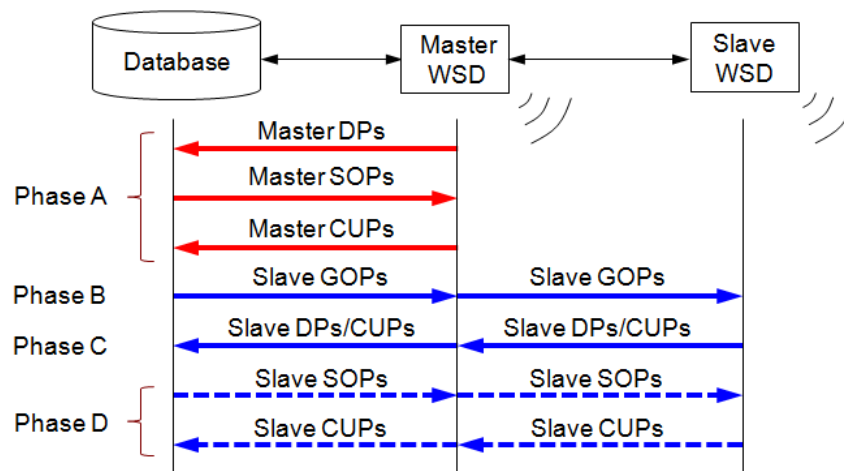 Database
Master
WSD
Slave
WSD
Master DPs
Master SOPs
Phase A
Master CUPs
Phase B
Slave GOPs
Slave GOPs
Phase C
Slave DPs/CUPs
Slave DPs/CUPs
Slave SOPs
Slave SOPs
Phase D
Slave CUPs
Slave CUPs